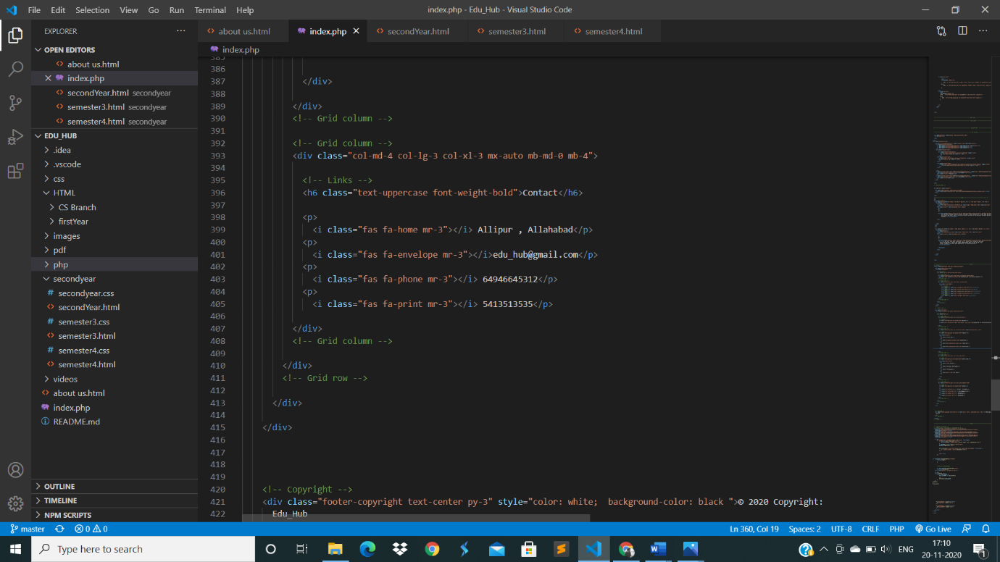 File Edit Selection View Go Run Terminal Help
index.php - Edu_Hub - Visual Studio Code
EXPLORER
about us.html
index.php
secondYear.html
semester3.html
semester4.html
index.php
OPEN EDITORS
about us.html
index.php
secondYear.html secondyear
semester3.html secondyear
semester4.html secondyear
EDU_HUB
.idea
.vscode
css
HTML
CS Branch
firstYear
images
pdf
php
secondyear
secondyear.css
secondYear.html
semester3.css
semester3.html
semester4.css
semester4.html
videos
about us.html
index.php
README.md
OUTLINE
TIMELINE
NPM SCRIPTS
385
386
387 </div>
388
389 </div>
390 <!-- Grid column -->
391
392 <!-- Grid column -->
393 <div class="col-md-4 col-lg-3 col-xl-3 mx-auto mb-md-0 mb-4">
394
395 <!-- Links -->
396 <h6 class="text-uppercase font-weight-bold">Contact</h6>
397
398 <p>
399 <i class="fas fa-home mr-3"></i> Allipur , Allahabad</p>
400 <p>
401 <i class="fas fa-envelope mr-3"></i>edu_hub@gmail.com</p>
402 <p>
403 <i class="fas fa-phone mr-3"></i> 64946645312</p>
404 <p>
405 <i class="fas fa-print mr-3"></i> 5413513535</p>
406
407 </div>
408 <!-- Grid column -->
409
410 </div>
411 <!-- Grid row -->
412
413 </div>
414
415 </div>
416
417
418
419
420 <!-- Copyright -->
421 <div class="footer-copyright text-center py-3" style="color: white;  background-color: black ">© 2020 Copyright:
422 Edu_Hub
master 0 0 Ln 360, Col 19 Spaces: 2 UTF-8 CRLF PHP Go Live
Type here to search
ENG
17:10
20-11-2020
1